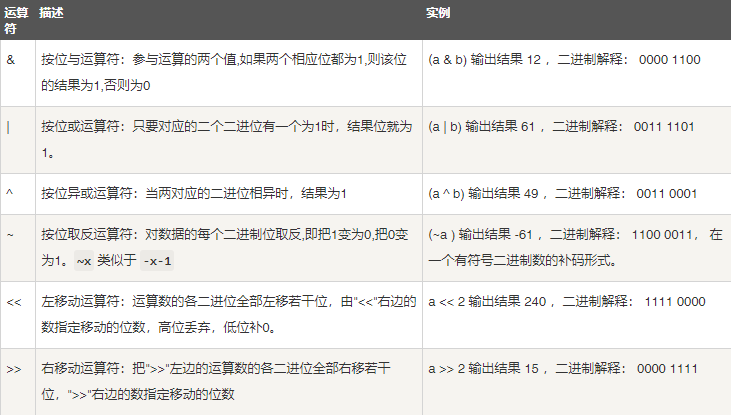 运算符 描述 实例
& 按位与运算符：参与运算的两个值,如果两个相应位都为1,则该位 (a & b) 输出结果 12 ，二进制解释： 0000 1100
的结果为1,否则为0
| 按位或运算符：只要对应的二个二进位有一个为1时，结果位就为 (a | b) 输出结果 61 ，二进制解释： 0011 1101
1。
^ 按位异或运算符：当两对应的二进位相异时，结果为1 (a ^ b) 输出结果 49 ，二进制解释： 0011 0001
~ 按位取反运算符：对数据的每个二进制位取反,即把1变为0,把0变 (~a ) 输出结果 -61 ，二进制解释： 1100 0011， 在
为1。~x 类似于 -x-1 一个有符号二进制数的补码形式。
<< 左移动运算符：运算数的各二进位全部左移若干位，由"<<"右边的 a << 2 输出结果 240 ，二进制解释： 1111 0000
数指定移动的位数，高位丢弃，低位补0。
>> 右移动运算符：把">>"左边的运算数的各二进位全部右移若干 a >> 2 输出结果 15 ，二进制解释： 0000 1111
位，">>"右边的数指定移动的位数